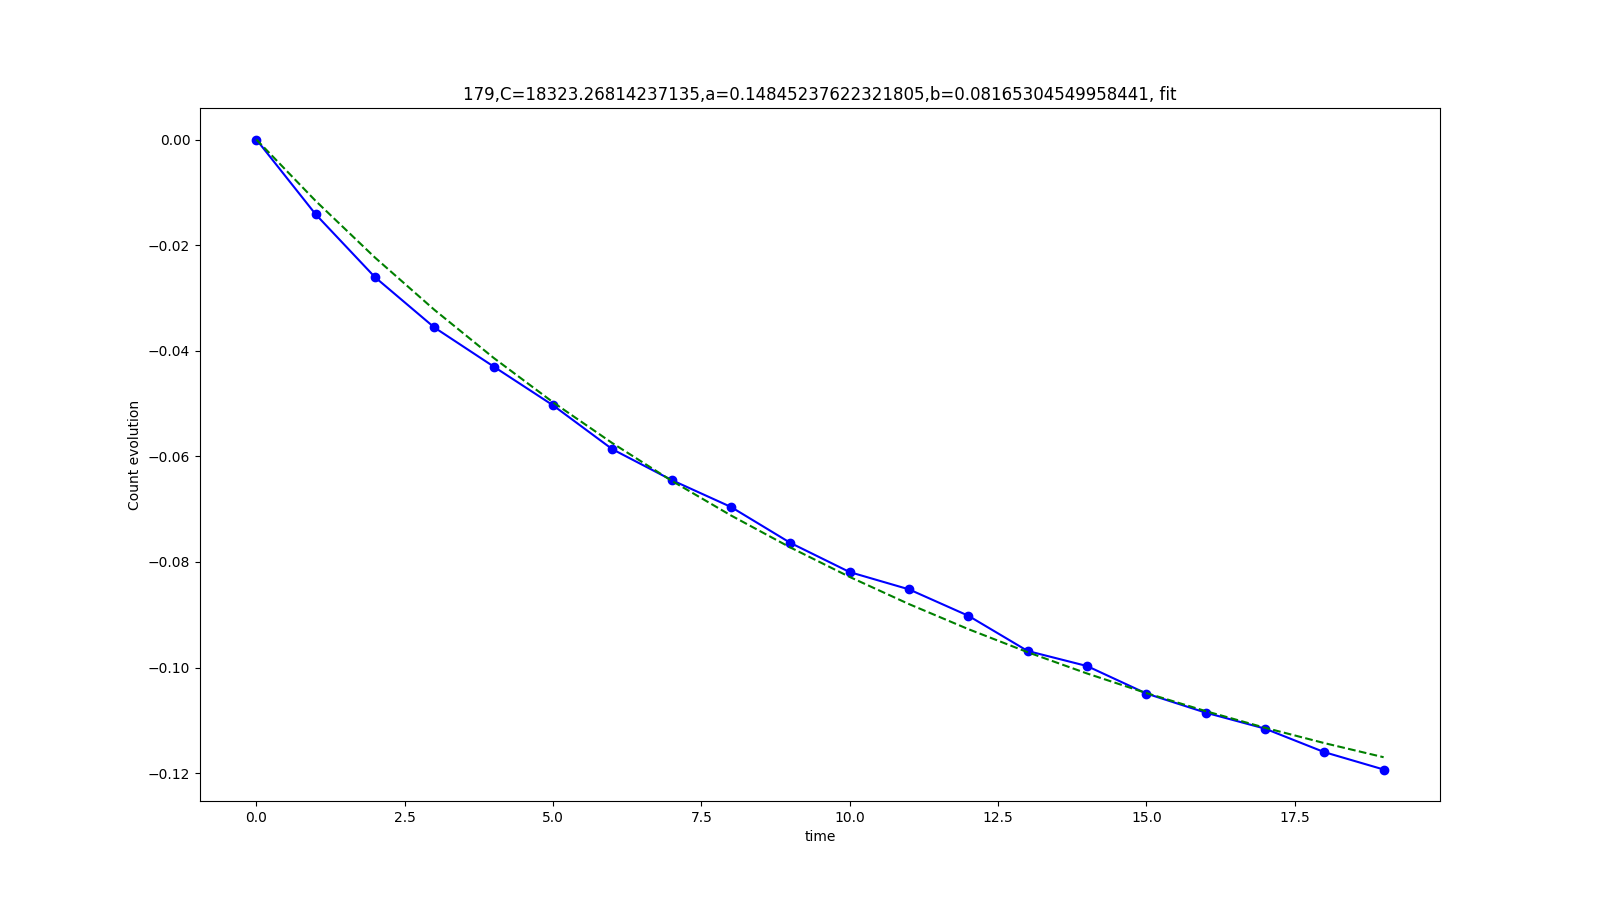 179,C=18323.26814237135,a=0.14845237622321805,b=0.08165304549958441, fit
0.00
−0.02
−0.04
−0.06
−0.08
−0.10
−0.12
Count evolution
0.0 2.5 5.0 7.5 10.0 12.5 15.0 17.5
time